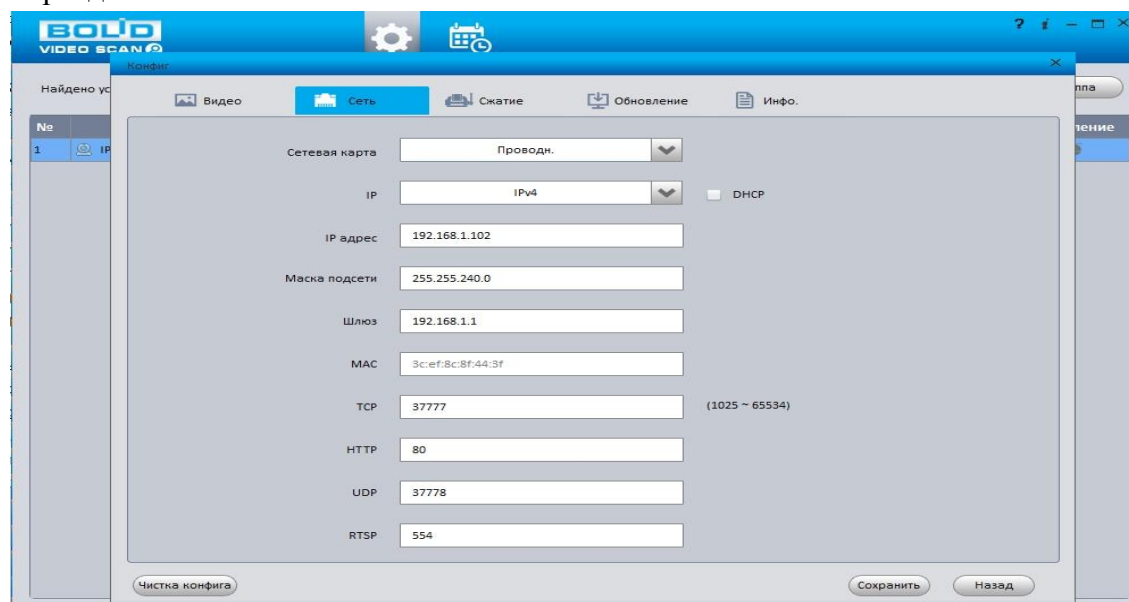 BOLID
VIDEO SCAN
? i
Конфиг
Найдено ус
ппа
Видео Сеть Сжатие Обновление Инфо.
№
ление
1 IP
Сетевая карта Проводн.
IP IPv4 DHCP
IP адрес 192.168.1.102
Маска подсети 255.255.240.0
Шлюз 192.168.1.1
MAC 3c:ef:8c:8f:44:3f
TCP 37777 (1025 ~ 65534)
HTTP 80
UDP 37778
RTSP 554
Чистка конфига Сохранить Назад